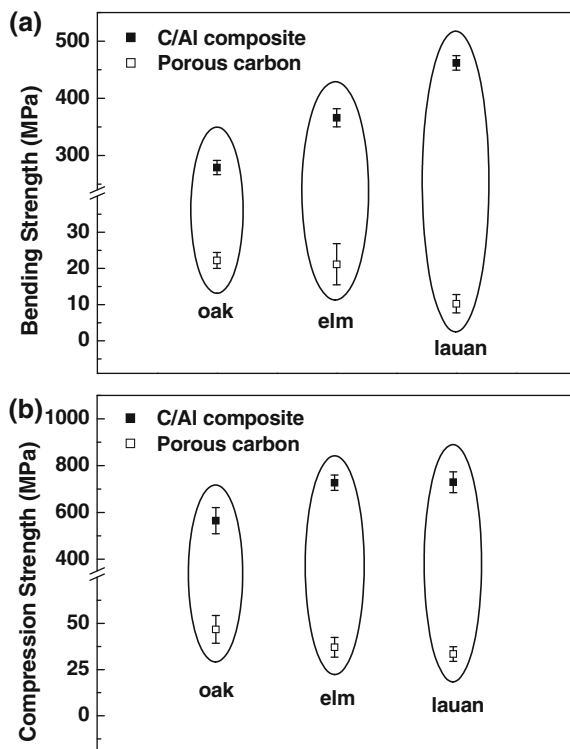 (a)
Bending Strength (MPa)
500
400
300
30
20
10
0
C/Al composite
Porous carbon
oak
elm
lauan
(b)
Compression Strength (MPa)
1000
800
600
400
50
25
0
C/Al composite
Porous carbon
oak
elm
lauan